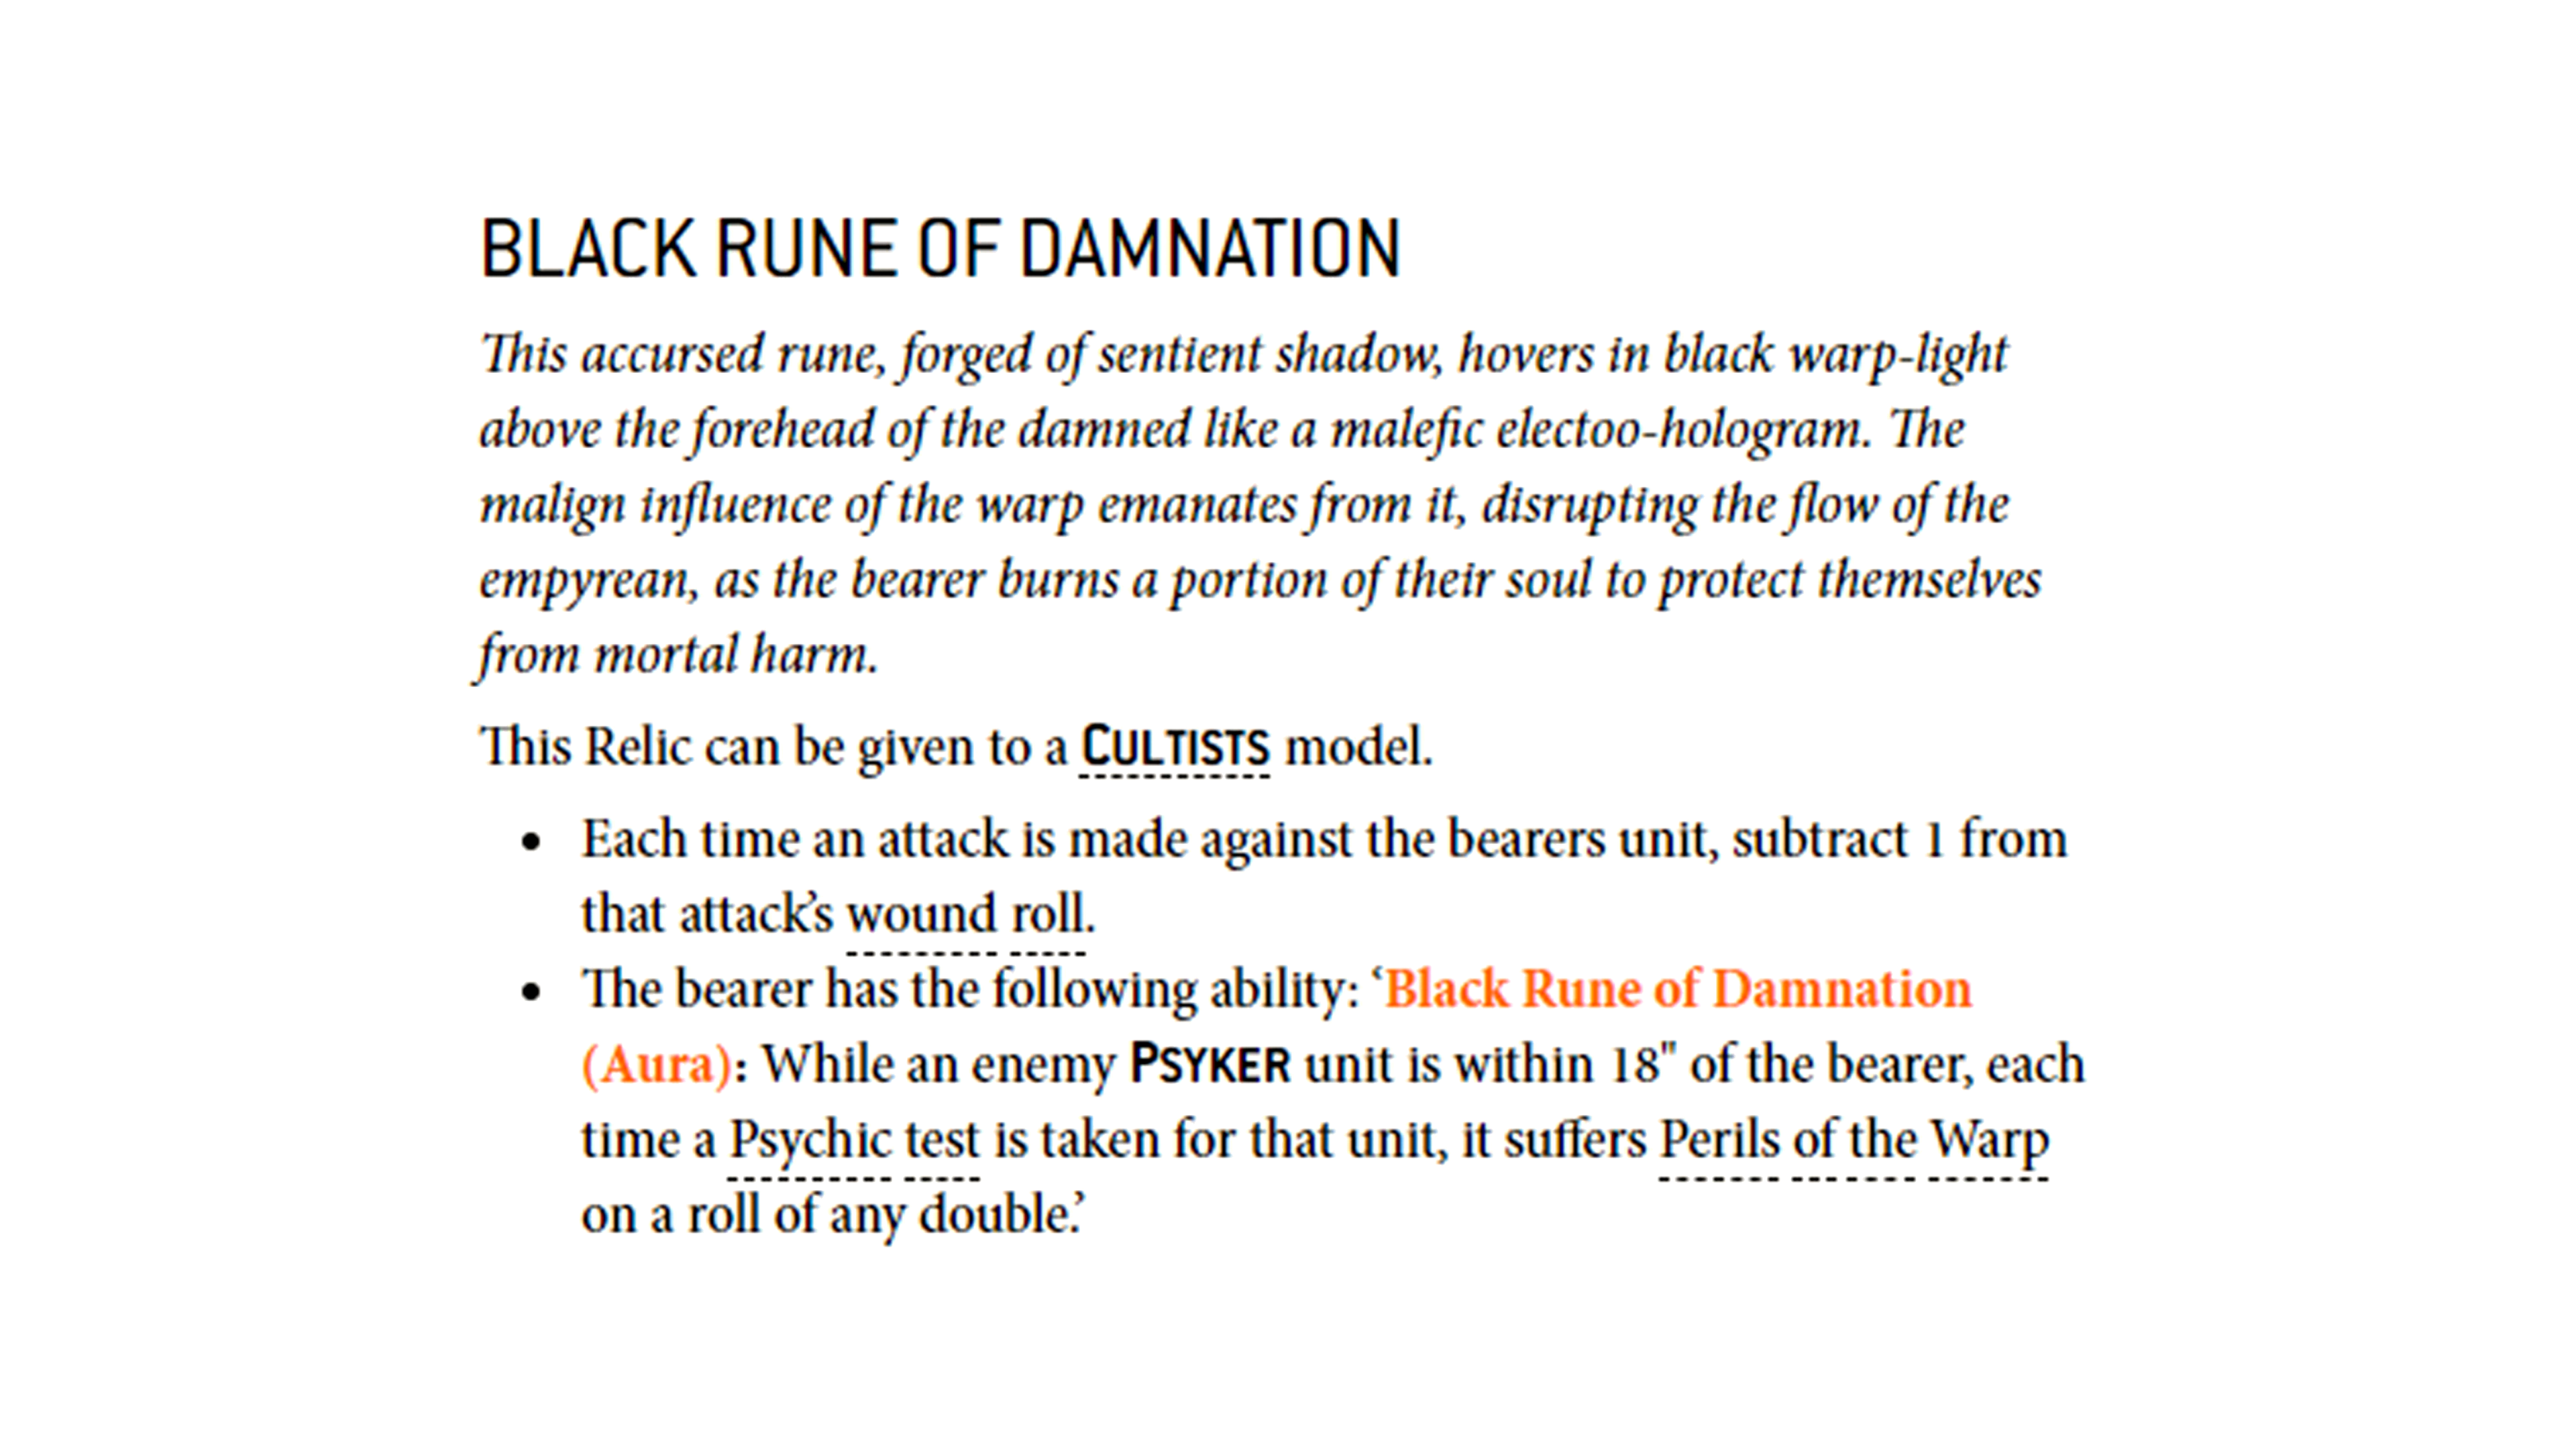 BLACK RUNE OF DAMNATION
This accursed rune, forged of sentient shadow, hovers in black warp-light
above the forehead of the damned like a malefic electoo-hologram. The
malign influence of the warp emanates from it, disrupting the flow of the
empyrean, as the bearer burns a portion of their soul to protect themselves
from mortal harm.
This Relic can be given to a CULTISTS model.
• Each time an attack is made against the bearers unit, subtract 1 from
that attack’s wound roll.
• The bearer has the following ability: ‘Black Rune of Damnation
(Aura): While an enemy PSYKER unit is within 18" of the bearer, each
time a Psychic test is taken for that unit, it suffers Perils of the Warp
on a roll of any double.’